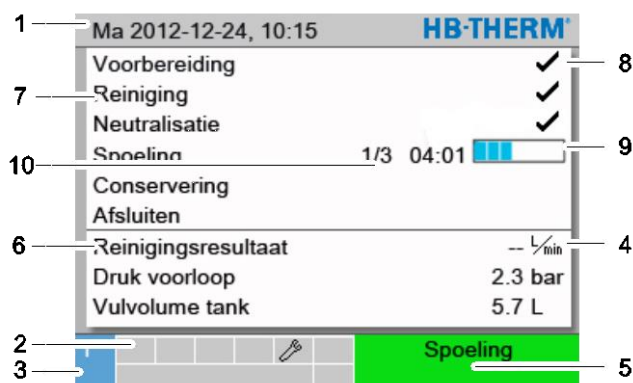 1 Ma 2012-12-24, 10:15 HB-THERM®
Voorbereiding 8
7 Reiniging
Neutralisatie
Spoeling 1/3 04:01 9
10
Conservering
Afsluiten
6 Reinigingsresultaat -- L/min 4
Druk voorloop 2.3 bar
Vulvolume tank 5.7 L
2 Spoeling
3 5